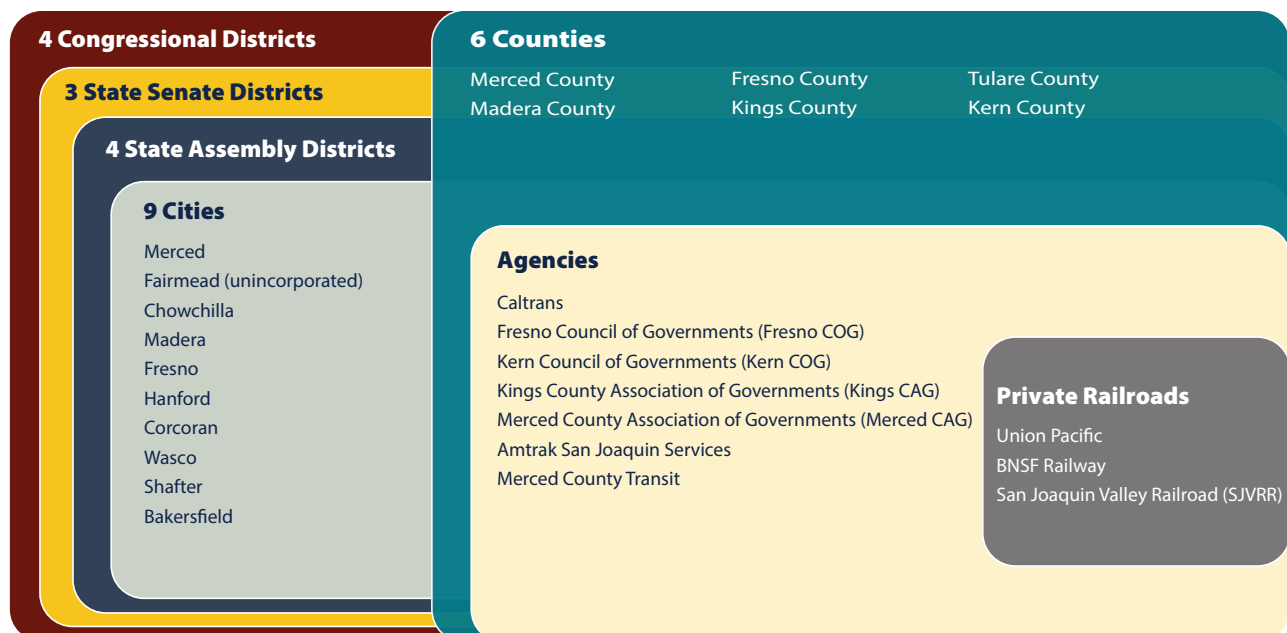 4 Congressional Districts
3 State Senate Districts
4 State Assembly Districts
9 Cities
Merced
Fairmead (unincorporated)
Chowchilla
Madera
Fresno
Hanford
Corcoran
Wasco
Shafter
Bakersfield
6 Counties
Merced County
Madera County
Fresno County
Kings County
Tulare County
Kern County
Agencies
Caltrans
Fresno Council of Governments (Fresno COG)
Kern Council of Governments (Kern COG)
Kings County Association of Governments (Kings CAG)
Merced County Association of Governments (Merced CAG)
Amtrak San Joaquin Services
Merced County Transit
Private Railroads
Union Pacific
BNSF Railway
San Joaquin Valley Railroad (SJVRR)